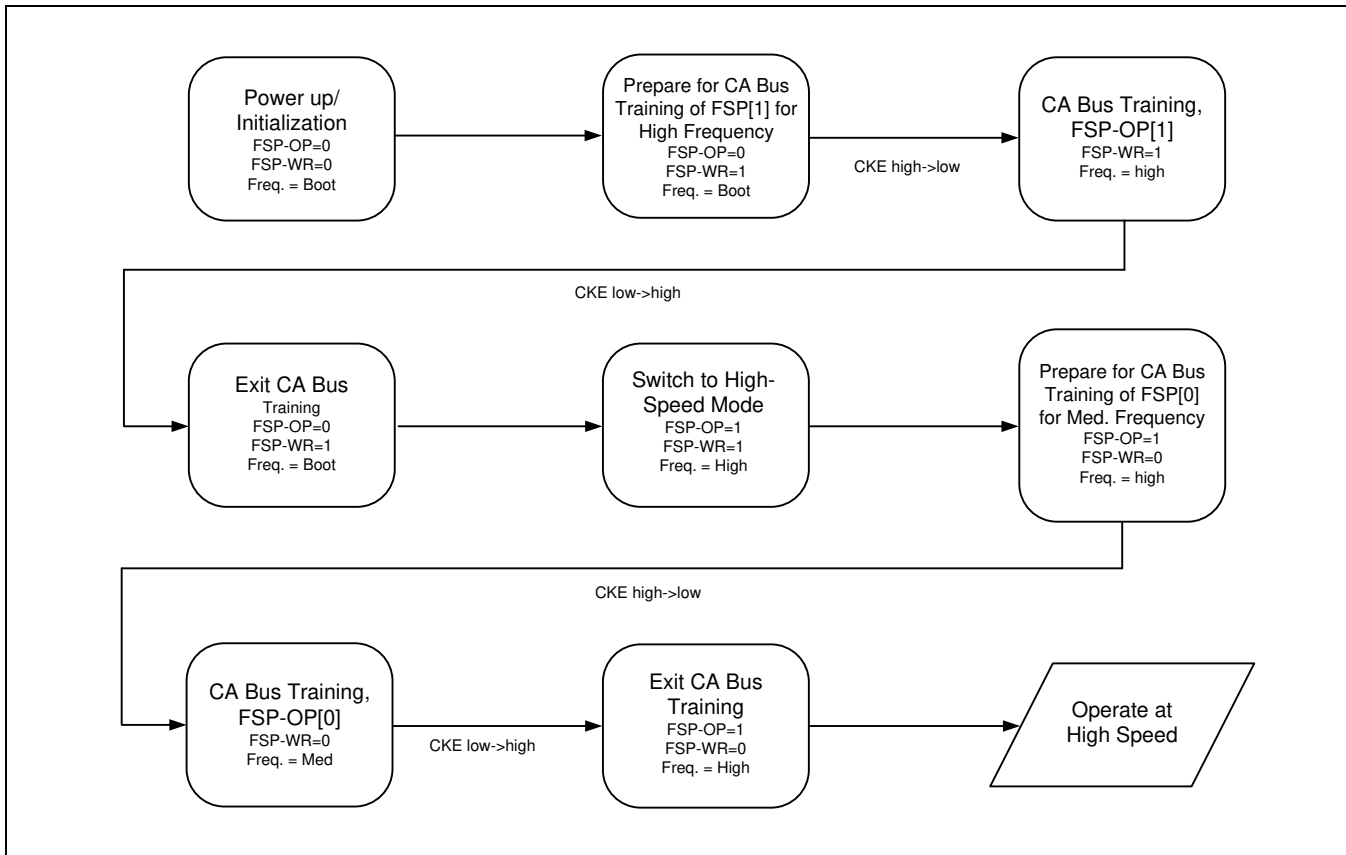 Power up/
Initialization
FSP-OP=0
FSP-WR=0
Freq. = Boot
Prepare for CA Bus
Training of FSP[1] for
High Frequency
FSP-OP=0
FSP-WR=1
Freq. = Boot
CKE high->low
CA Bus Training,
FSP-OP[1]
FSP-WR=1
Freq. = high
CKE low->high
Exit CA Bus
Training
FSP-OP=0
FSP-WR=1
Freq. = Boot
Switch to High-
Speed Mode
FSP-OP=1
FSP-WR=1
Freq. = High
Prepare for CA Bus
Training of FSP[0]
for Med. Frequency
FSP-OP=1
FSP-WR=0
Freq. = high
CKE high->low
CA Bus Training,
FSP-OP[0]
FSP-WR=0
Freq. = Med
CKE low->high
Exit CA Bus
Training
FSP-OP=1
FSP-WR=0
Freq. = High
Operate at
High Speed